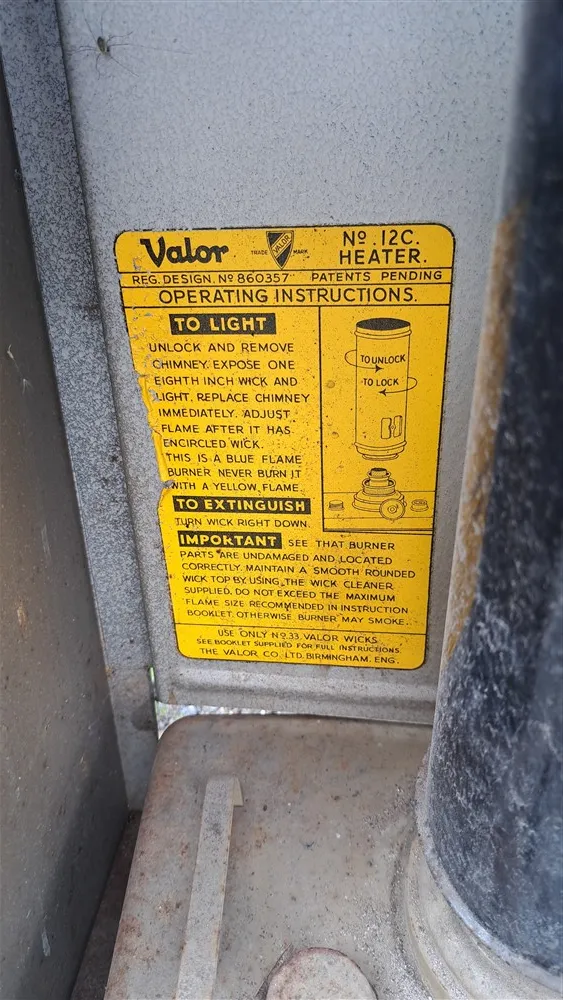 Valor
TRADE VALOR MARK
Nº. 12C.
HEATER.
REG. DESIGN. Nº 860357 PATENTS PENDING
OPERATING INSTRUCTIONS.
TO LIGHT
UNLOCK AND REMOVE
CHIMNEY. EXPOSE ONE
EIGHTH INCH WICK AND
LIGHT. REPLACE CHIMNEY
IMMEDIATELY. ADJUST
FLAME AFTER IT HAS
ENCIRCLED WICK.
THIS IS A BLUE FLAME
BURNER NEVER BURN IT
WITH A YELLOW FLAME.
TO UNLOCK
TO LOCK
TO EXTINGUISH
TURN WICK RIGHT DOWN.
IMPORTANT SEE THAT BURNER
PARTS ARE UNDAMAGED AND LOCATED
CORRECTLY. MAINTAIN A SMOOTH ROUNDED
WICK TOP BY USING THE WICK CLEANER
SUPPLIED. DO NOT EXCEED THE MAXIMUM
FLAME SIZE RECOMMENDED IN INSTRUCTION
BOOKLET. OTHERWISE BURNER MAY SMOKE.
USE ONLY Nº.33. VALOR WICKS.
SEE BOOKLET SUPPLIED FOR FULL INSTRUCTIONS.
THE VALOR CO. LTD. BIRMINGHAM. ENG.